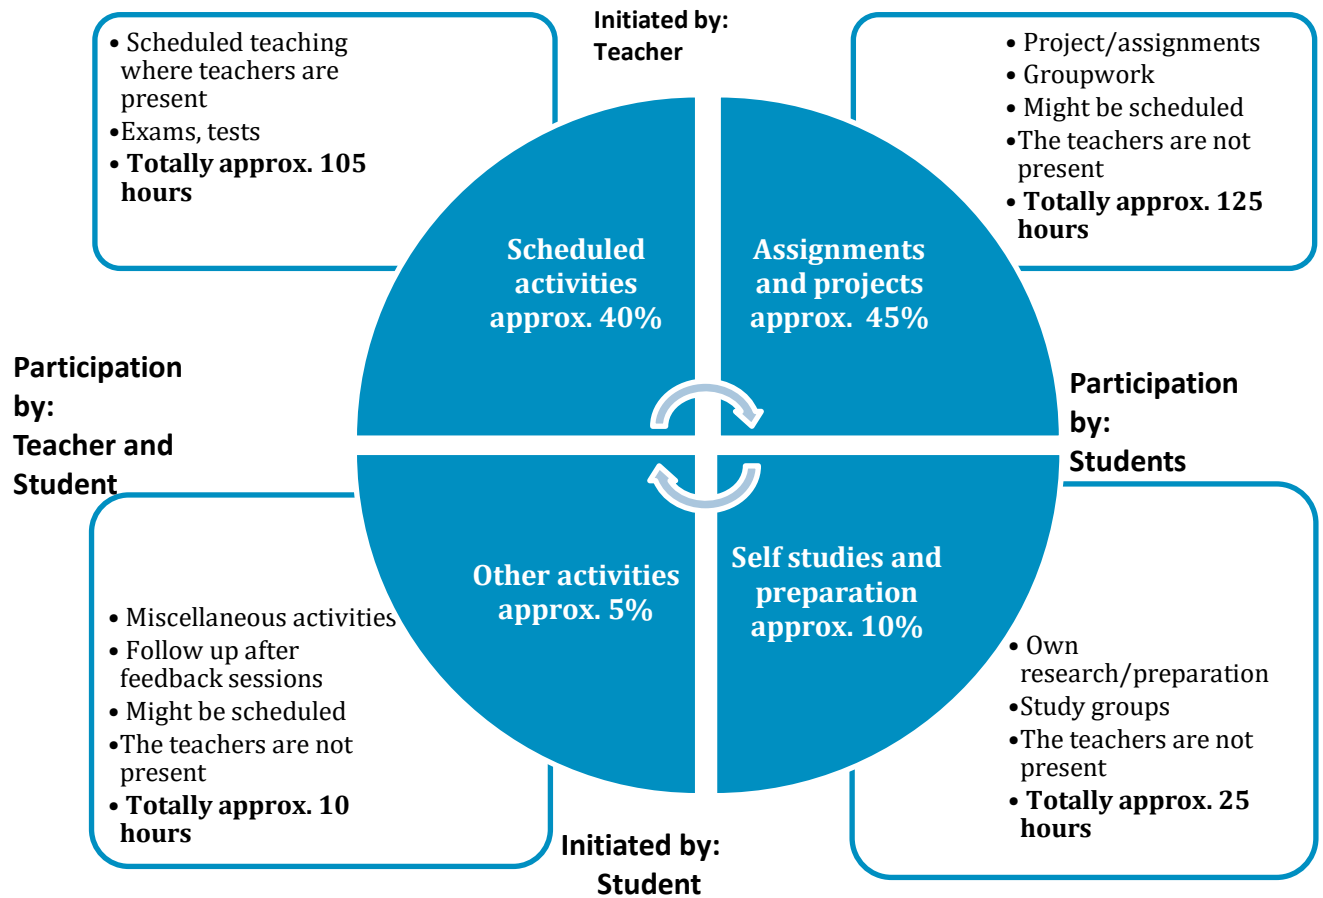 Initiated by:
Teacher
• Scheduled teaching
where teachers are
present
•Exams, tests
• Totally approx. 105
hours
• Project/assignments
• Groupwork
• Might be scheduled
•The teachers are not
present
• Totally approx. 125
hours
Scheduled
activities
approx. 40%
Assignments
and projects
approx. 45%
Participation
by:
Teacher and
Student
Participation
by:
Students
Other activities
approx. 5%
Self studies and
preparation
approx. 10%
• Miscellaneous activities
• Follow up after
feedback sessions
• Might be scheduled
•The teachers are not
present
• Totally approx. 10
hours
• Own
research/preparation
•Study groups
•The teachers are not
present
• Totally approx. 25
hours
Initiated by:
Student